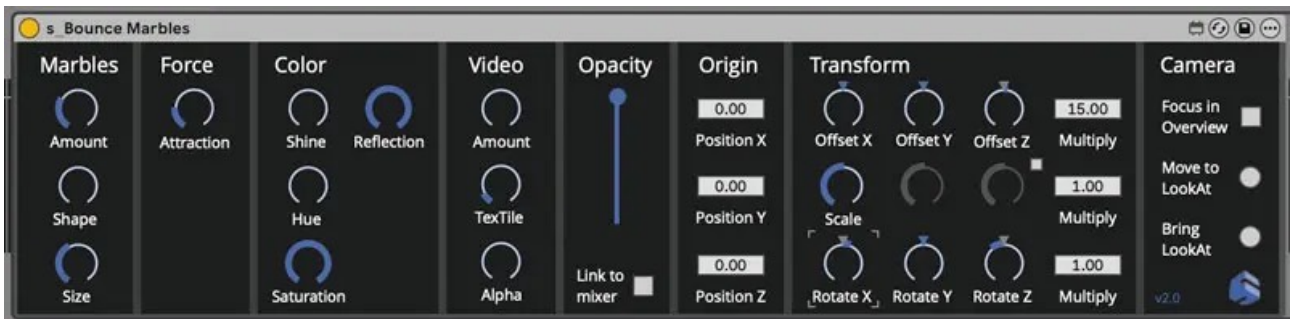 s_Bounce Marbles
Marbles
Amount
Shape
Size
Force
Attraction
Color
Shine
Reflection
Hue
Saturation
Video
Amount
TexTile
Alpha
Opacity
Link to
mixer
Origin
0.00
Position X
0.00
Position Y
0.00
Position Z
Transform
Offset X
Offset Y
Offset Z
15.00
Multiply
Scale
1.00
Multiply
Rotate X
Rotate Y
Rotate Z
1.00
Multiply
Camera
Focus in
Overview
Move to
LookAt
Bring
LookAt
v2.0